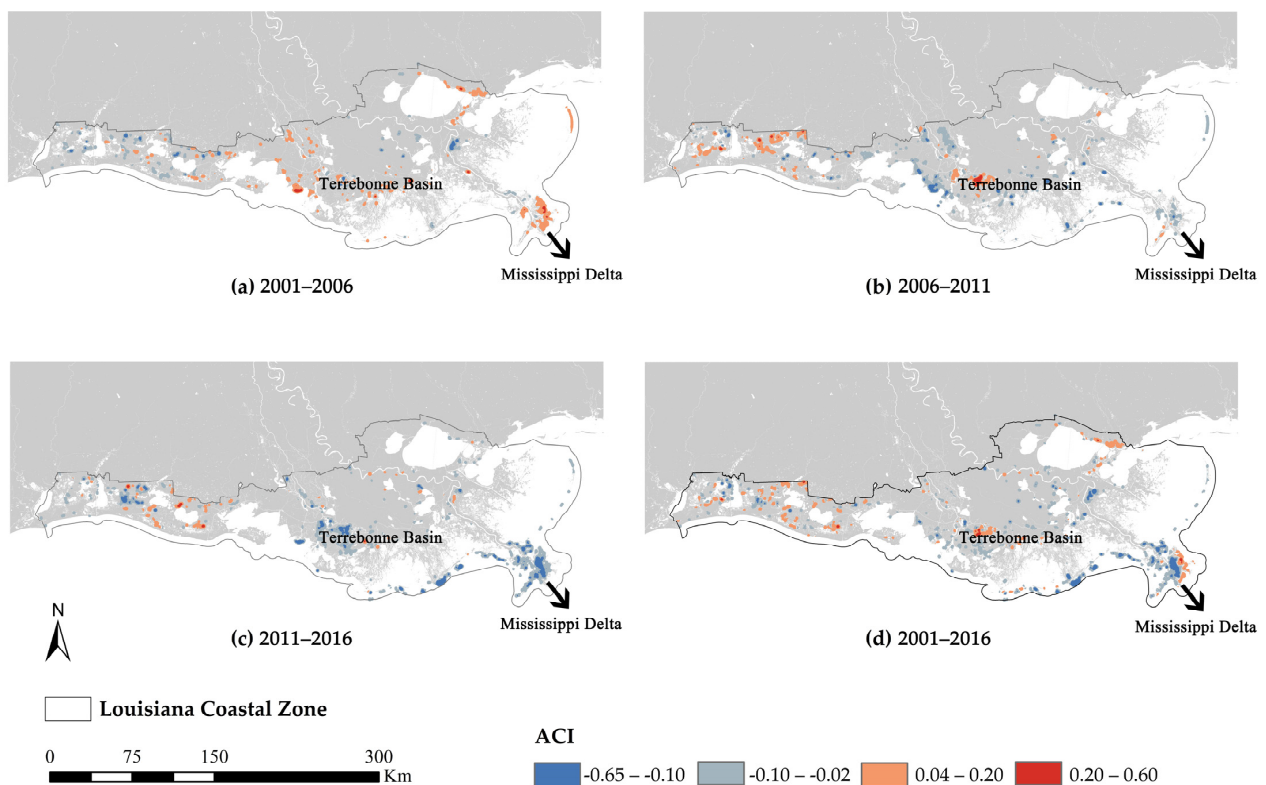 Terrebonne Basin
Mississippi Delta
(a) 2001–2006
Terrebonne Basin
Mississippi Delta
(b) 2006–2011
Terrebonne Basin
Mississippi Delta
(c) 2011–2016
Terrebonne Basin
Mississippi Delta
(d) 2001–2016
N
Louisiana Coastal Zone
0 75 150 300
Km
ACI
-0.65 – -0.10 -0.10 – -0.02 0.04 – 0.20 0.20 – 0.60